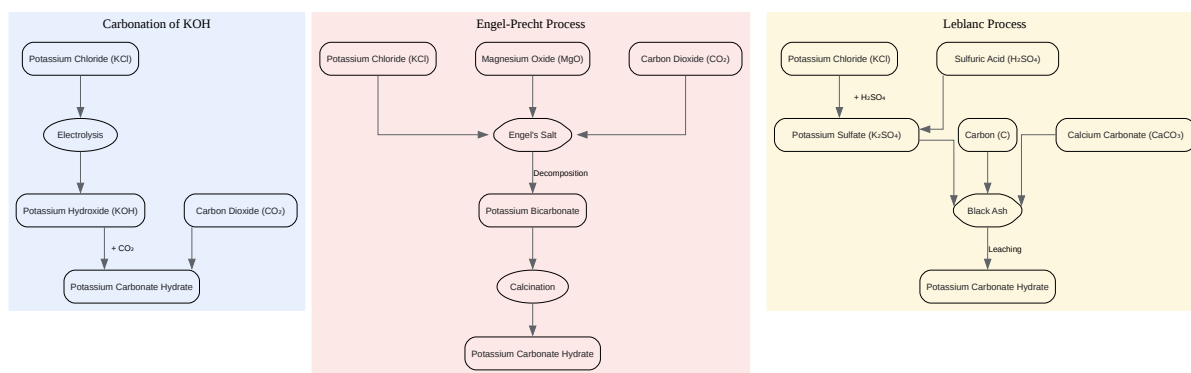 Carbonation of KOH
Potassium Chloride (KCl)
Electrolysis
Potassium Hydroxide (KOH)
Carbon Dioxide (CO₂)
+ CO₂
Potassium Carbonate Hydrate
Engel-Precht Process
Potassium Chloride (KCl)
Magnesium Oxide (MgO)
Carbon Dioxide (CO₂)
Engel's Salt
Decomposition
Potassium Bicarbonate
Calcination
Potassium Carbonate Hydrate
Leblanc Process
Potassium Chloride (KCl)
Sulfuric Acid (H₂SO₄)
+ H₂SO₄
Potassium Sulfate (K₂SO₄)
Carbon (C)
Calcium Carbonate (CaCO₃)
Black Ash
Leaching
Potassium Carbonate Hydrate